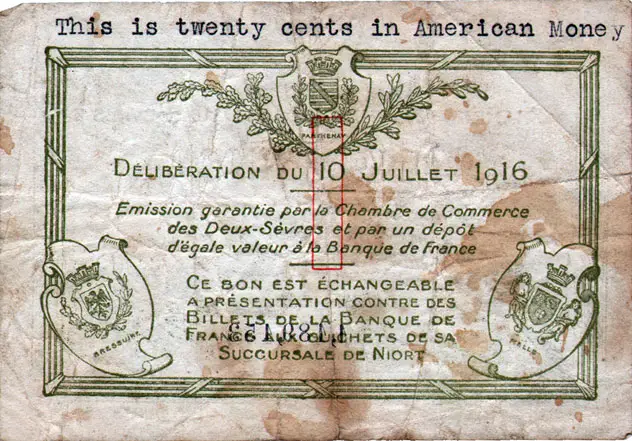 This is twenty cents in American Money
PARTHENAY
DÉLIBÉRATION DU 10 JUILLET 1916
Emission garantie par la Chambre de Commerce
des Deux-Sèvres et par un dépôt
d'égale valeur à la Banque de France
CE BON EST ÉCHANGEABLE
A PRÉSENTATION CONTRE DES
BILLETS DE LA BANQUE DE
FRANCE AUX GUICHETS DE SA
SUCCURSALE DE NIORT
BRESSUIRE
MELLE